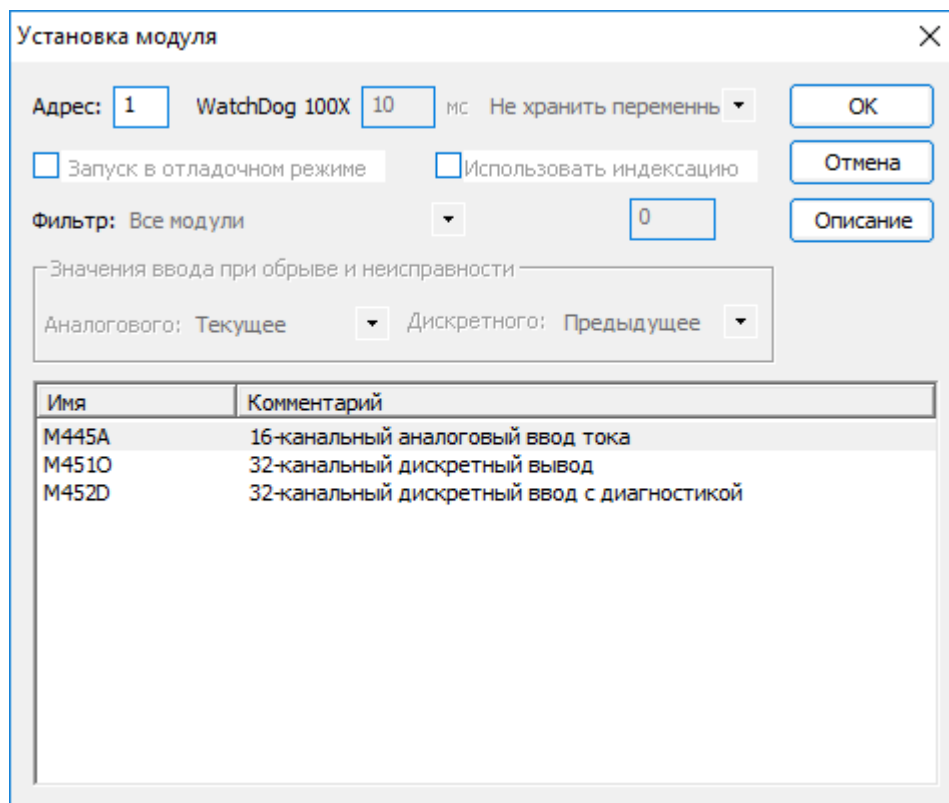 Установка модуля
Адрес: 1 WatchDog 100X 10 мс Не хранить переменнь OK
Запуск в отладочном режиме Использовать индексацию Отмена
Фильтр: Все модули 0 Описание
Значения ввода при обрыве и неисправности
Аналогового: Текущее Дискретного: Предыдущее
Имя Комментарий
M445A 16-канальный аналоговый ввод тока
M451O 32-канальный дискретный вывод
M452D 32-канальный дискретный ввод с диагностикой